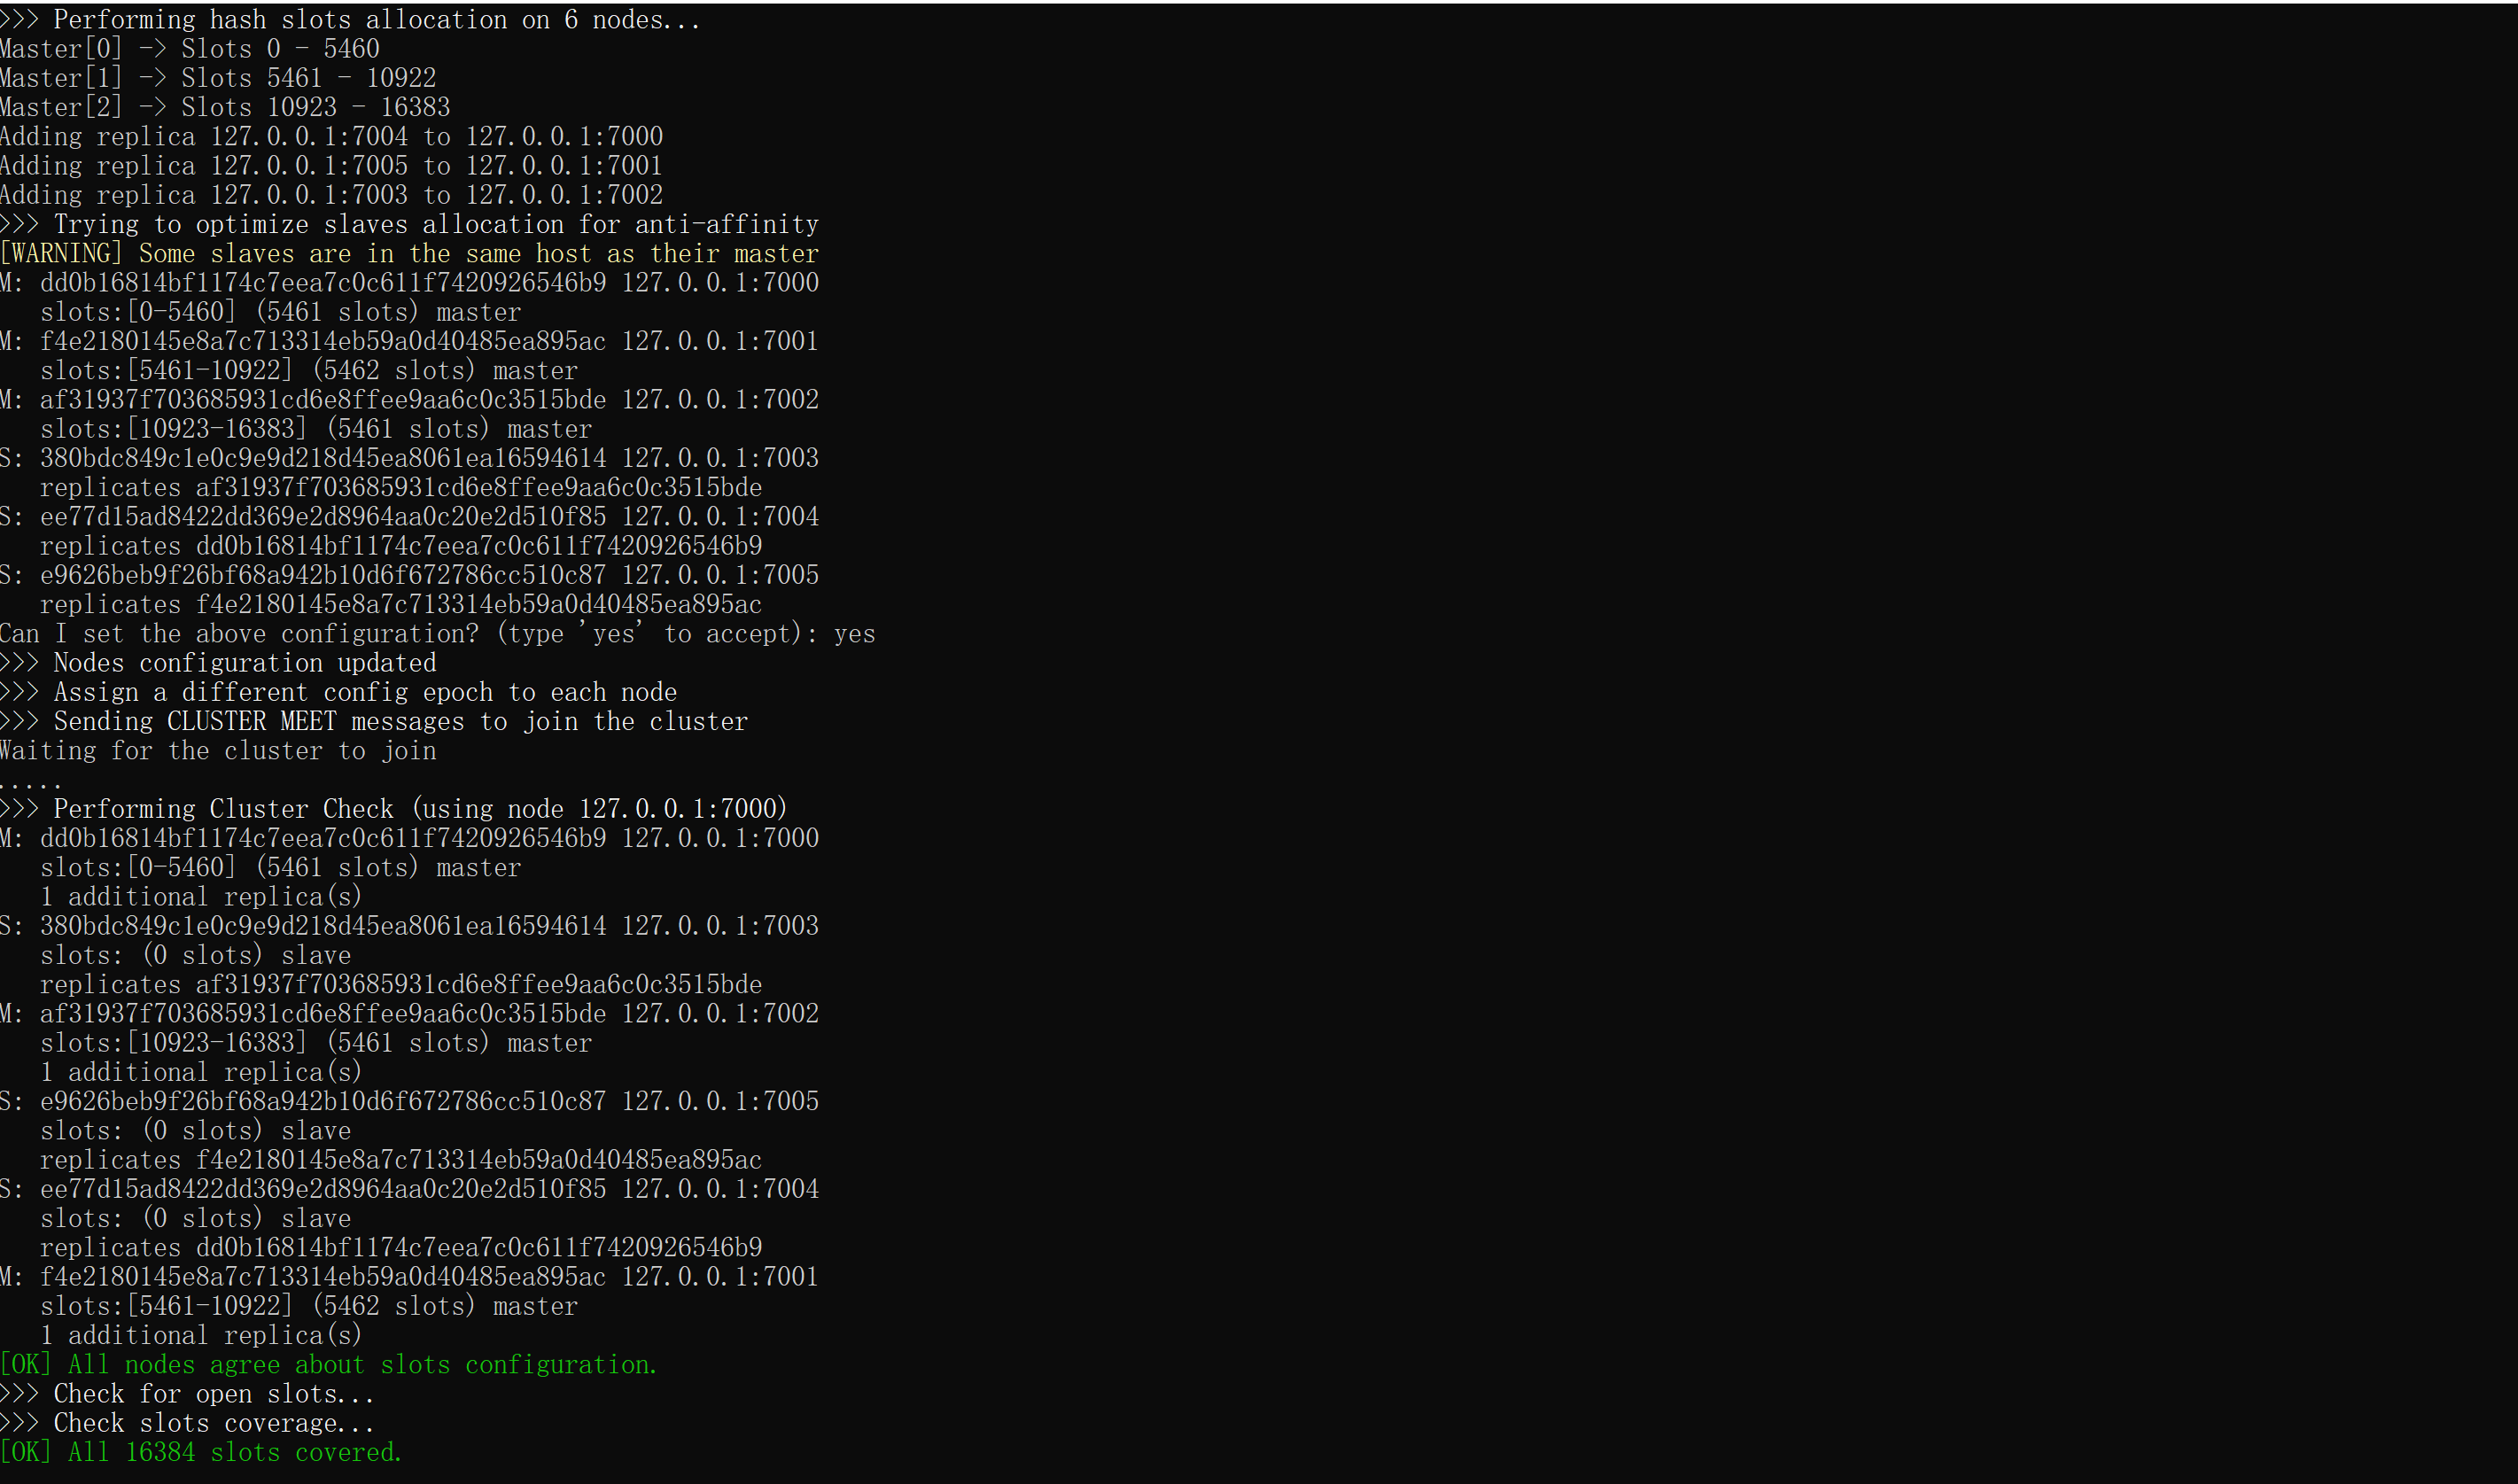 >>> Performing hash slots allocation on 6 nodes...
Master[0] -> Slots 0 - 5460
Master[1] -> Slots 5461 - 10922
Master[2] -> Slots 10923 - 16383
Adding replica 127.0.0.1:7004 to 127.0.0.1:7000
Adding replica 127.0.0.1:7005 to 127.0.0.1:7001
Adding replica 127.0.0.1:7003 to 127.0.0.1:7002
>>> Trying to optimize slaves allocation for anti-affinity
[WARNING] Some slaves are in the same host as their master
M: dd0b16814bf1174c7eea7c0c611f7420926546b9 127.0.0.1:7000
   slots:[0-5460] (5461 slots) master
M: f4e2180145e8a7c713314eb59a0d40485ea895ac 127.0.0.1:7001
   slots:[5461-10922] (5462 slots) master
M: af31937f703685931cd6e8ffee9aa6c0c3515bde 127.0.0.1:7002
   slots:[10923-16383] (5461 slots) master
S: 380bdc849c1e0c9e9d218d45ea8061ea16594614 127.0.0.1:7003
   replicates af31937f703685931cd6e8ffee9aa6c0c3515bde
S: ee77d15ad8422dd369e2d8964aa0c20e2d510f85 127.0.0.1:7004
   replicates dd0b16814bf1174c7eea7c0c611f7420926546b9
S: e9626beb9f26bf68a942b10d6f672786cc510c87 127.0.0.1:7005
   replicates f4e2180145e8a7c713314eb59a0d40485ea895ac
Can I set the above configuration? (type 'yes' to accept): yes
>>> Nodes configuration updated
>>> Assign a different config epoch to each node
>>> Sending CLUSTER MEET messages to join the cluster
Waiting for the cluster to join
.....
>>> Performing Cluster Check (using node 127.0.0.1:7000)
M: dd0b16814bf1174c7eea7c0c611f7420926546b9 127.0.0.1:7000
   slots:[0-5460] (5461 slots) master
   1 additional replica(s)
S: 380bdc849c1e0c9e9d218d45ea8061ea16594614 127.0.0.1:7003
   slots: (0 slots) slave
   replicates af31937f703685931cd6e8ffee9aa6c0c3515bde
M: af31937f703685931cd6e8ffee9aa6c0c3515bde 127.0.0.1:7002
   slots:[10923-16383] (5461 slots) master
   1 additional replica(s)
S: e9626beb9f26bf68a942b10d6f672786cc510c87 127.0.0.1:7005
   slots: (0 slots) slave
   replicates f4e2180145e8a7c713314eb59a0d40485ea895ac
S: ee77d15ad8422dd369e2d8964aa0c20e2d510f85 127.0.0.1:7004
   slots: (0 slots) slave
   replicates dd0b16814bf1174c7eea7c0c611f7420926546b9
M: f4e2180145e8a7c713314eb59a0d40485ea895ac 127.0.0.1:7001
   slots:[5461-10922] (5462 slots) master
   1 additional replica(s)
[OK] All nodes agree about slots configuration.
>>> Check for open slots...
>>> Check slots coverage...
[OK] All 16384 slots covered.